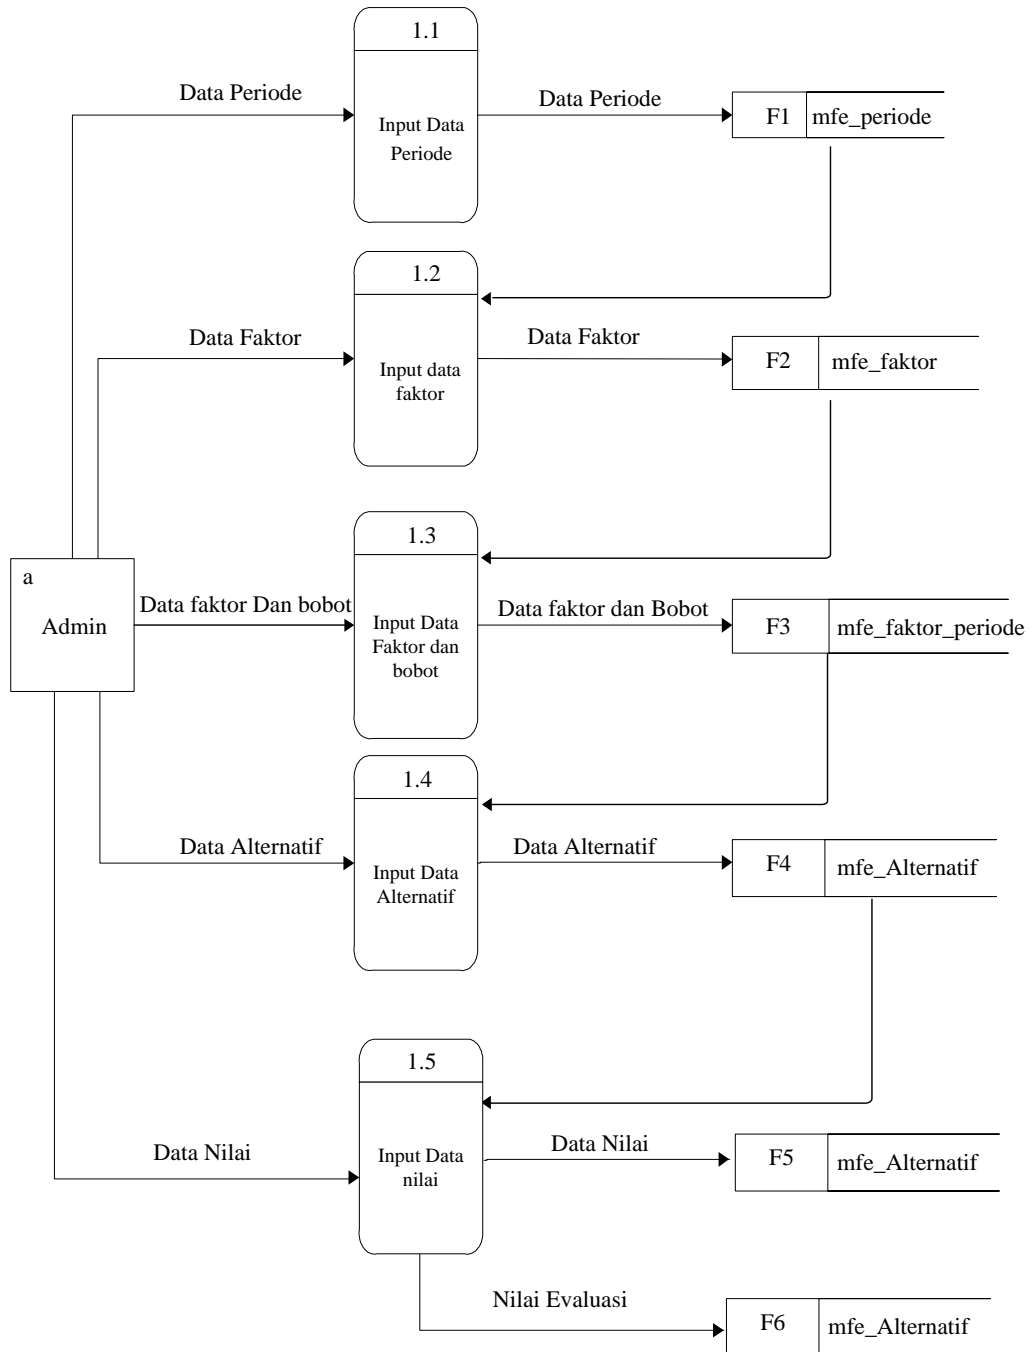 1.1
Data Periode
Input Data
Periode
Data Periode
F1 mfe_periode
1.2
Data Faktor
Input data
faktor
Data Faktor
F2 mfe_faktor
a
Admin
1.3
Data faktor Dan bobot
Input Data
Faktor dan
bobot
Data faktor dan Bobot
F3 mfe_faktor_periode
1.4
Data Alternatif
Input Data
Alternatif
Data Alternatif
F4 mfe_Alternatif
1.5
Data Nilai
Input Data
nilai
Data Nilai
F5 mfe_Alternatif
Nilai Evaluasi
F6 mfe_Alternatif